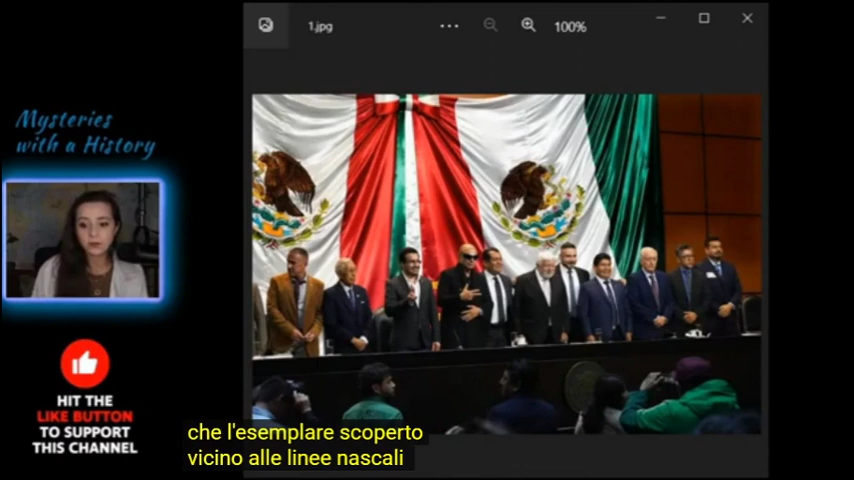 1.jpg
100%
Mysteries
with a History
HIT THE
LIKE BUTTON
TO SUPPORT
THIS CHANNEL
che l'esemplare scoperto
vicino alle linee nascali